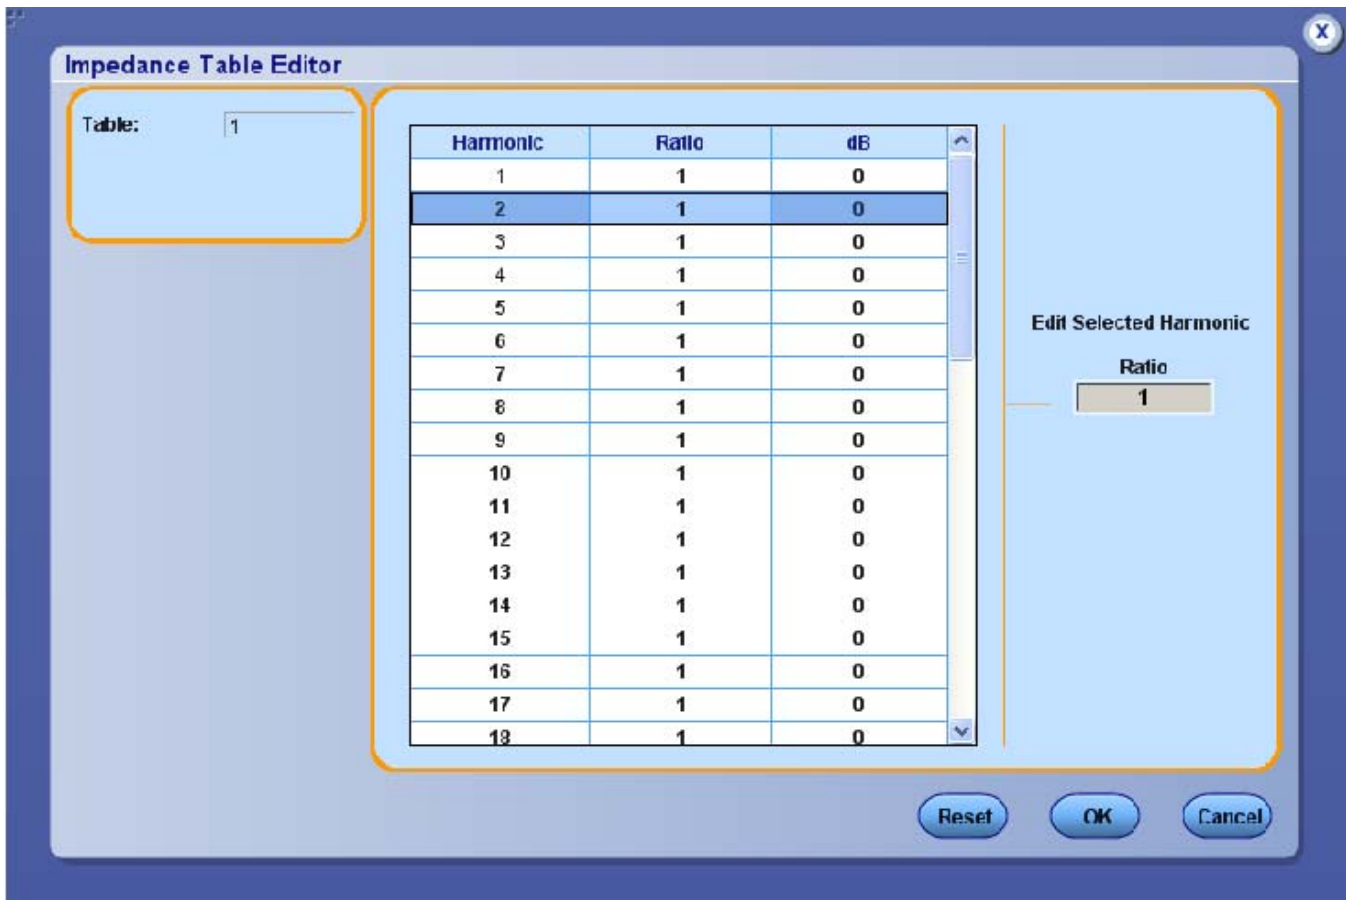 X
Impedance Table Editor
Table: 1
Harmonic Ratio dB
1 1 0
2 1 0
3 1 0
4 1 0
5 1 0
6 1 0
7 1 0
8 1 0
9 1 0
10 1 0
11 1 0
12 1 0
13 1 0
14 1 0
15 1 0
16 1 0
17 1 0
18 1 0
Edit Selected Harmonic
Ratio
1
Reset OK Cancel